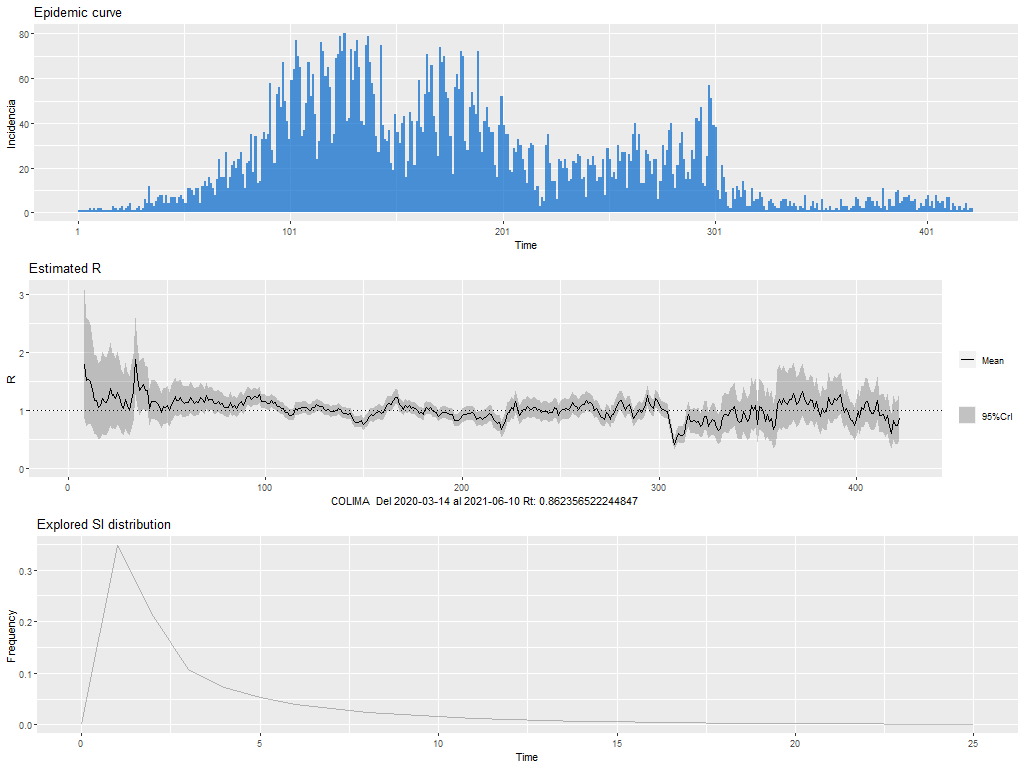 Epidemic curve
80
60
40
20
0
Incidencia
1
101
201
301
401
Time
Estimated R
3
2
1
0
R
0
100
200
300
400
Mean
95%CrI
COLIMA Del 2020-03-14 al 2021-06-10 Rt: 0.862356522244847
Explored SI distribution
0.3
0.2
0.1
0.0
Frequency
0
5
10
15
20
25
Time